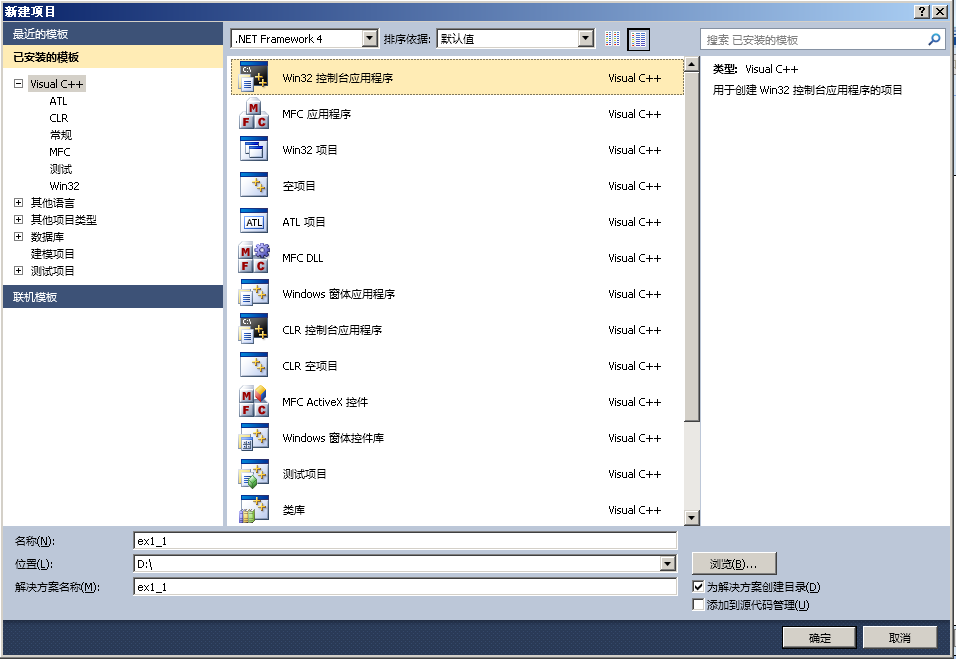 新建项目
最近的模板
已安装的模板
Visual C++
ATL
CLR
常规
MFC
测试
Win32
其他语言
其他项目类型
数据库
建模项目
测试项目
联机模板
.NET Framework 4 排序依据: 默认值
Win32 控制台应用程序 Visual C++
MFC 应用程序 Visual C++
Win32 项目 Visual C++
空项目 Visual C++
ATL 项目 Visual C++
MFC DLL Visual C++
Windows 窗体应用程序 Visual C++
CLR 控制台应用程序 Visual C++
CLR 空项目 Visual C++
MFC ActiveX 控件 Visual C++
Windows 窗体控件库 Visual C++
测试项目 Visual C++
类库 Visual C++
搜索 已安装的模板
类型: Visual C++
用于创建 Win32 控制台应用程序的项目
名称(N): ex1_1
位置(L): D:\ 浏览(B)...
解决方案名称(M): ex1_1
为解决方案创建目录(D)
添加到源代码管理(U)
确定 取消